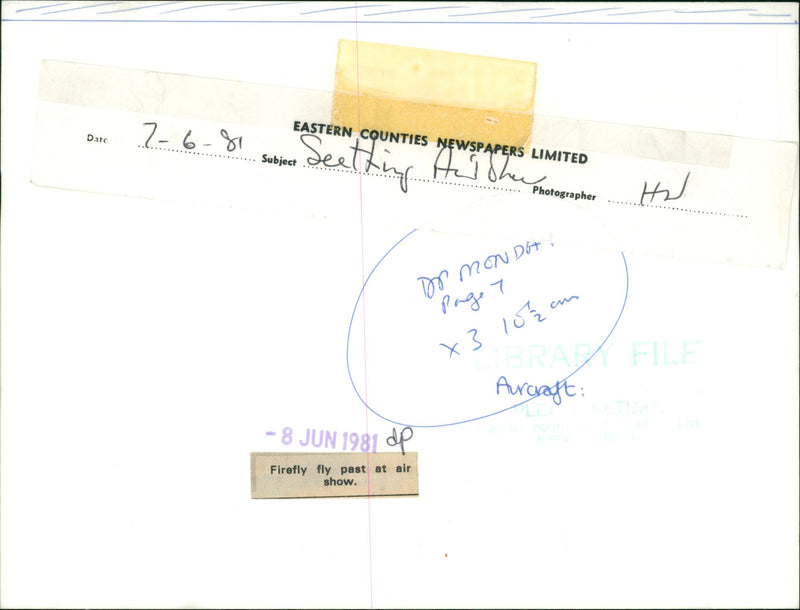 EASTERN COUNTIES NEWSPAPERS LIMITED
Date 7-6-81 Subject Seething Air Show Photographer HW
DP MONDAY.
Page 7
x 3 10½ cm
LIBRARY FILE
Aircraft:
PLEASE RETURN
- 8 JUN 1981 dp
Firefly fly past at air
show.